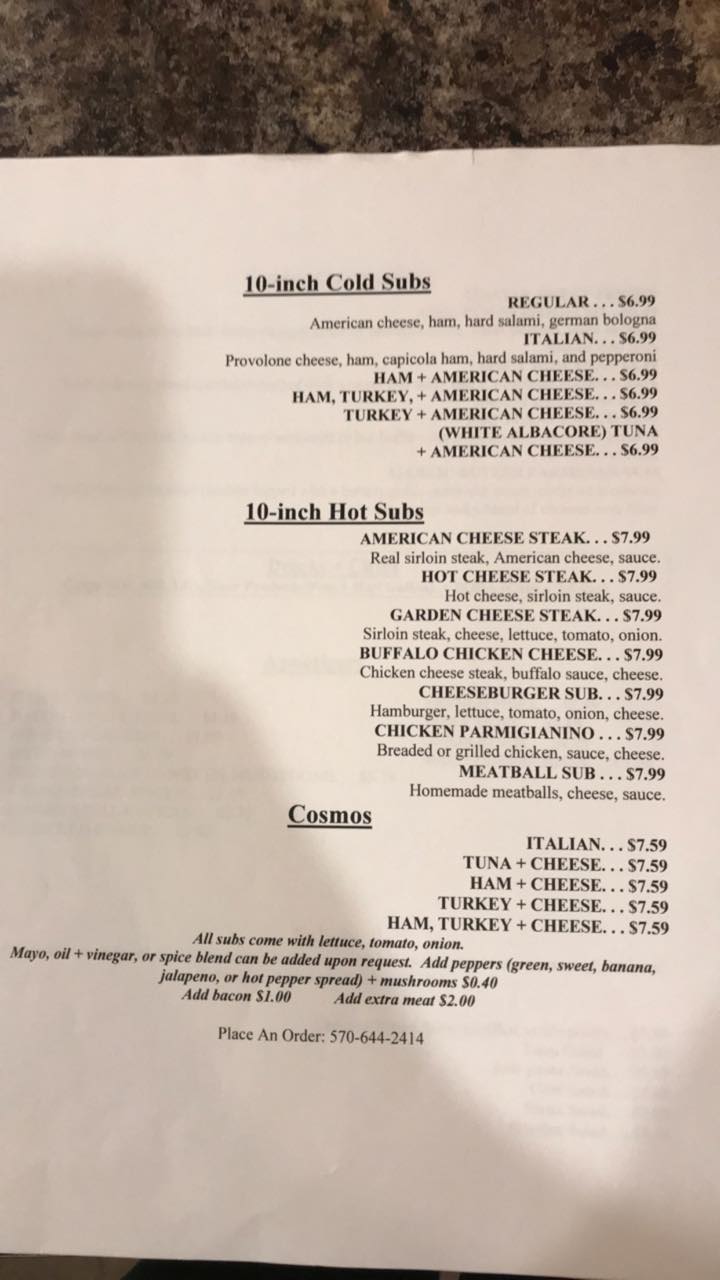 10-inch Cold Subs
REGULAR . . . $6.99
American cheese, ham, hard salami, german bologna
ITALIAN. . . $6.99
Provolone cheese, ham, capicola ham, hard salami, and pepperoni
HAM + AMERICAN CHEESE. . . $6.99
HAM, TURKEY, + AMERICAN CHEESE. . . $6.99
TURKEY + AMERICAN CHEESE. . . $6.99
(WHITE ALBACORE) TUNA
+ AMERICAN CHEESE. . . $6.99
10-inch Hot Subs
AMERICAN CHEESE STEAK. . . $7.99
Real sirloin steak, American cheese, sauce.
HOT CHEESE STEAK. . . $7.99
Hot cheese, sirloin steak, sauce.
GARDEN CHEESE STEAK. . . $7.99
Sirloin steak, cheese, lettuce, tomato, onion.
BUFFALO CHICKEN CHEESE. . . $7.99
Chicken cheese steak, buffalo sauce, cheese.
CHEESEBURGER SUB. . . $7.99
Hamburger, lettuce, tomato, onion, cheese.
CHICKEN PARMIGIANINO . . . $7.99
Breaded or grilled chicken, sauce, cheese.
MEATBALL SUB . . . $7.99
Homemade meatballs, cheese, sauce.
Cosmos
ITALIAN. . . $7.59
TUNA + CHEESE. . . $7.59
HAM + CHEESE. . . $7.59
TURKEY + CHEESE. . . $7.59
HAM, TURKEY + CHEESE. . . $7.59
All subs come with lettuce, tomato, onion.
Mayo, oil + vinegar, or spice blend can be added upon request. Add peppers (green, sweet, banana,
jalapeno, or hot pepper spread) + mushrooms $0.40
Add bacon $1.00 Add extra meat $2.00
Place An Order: 570-644-2414